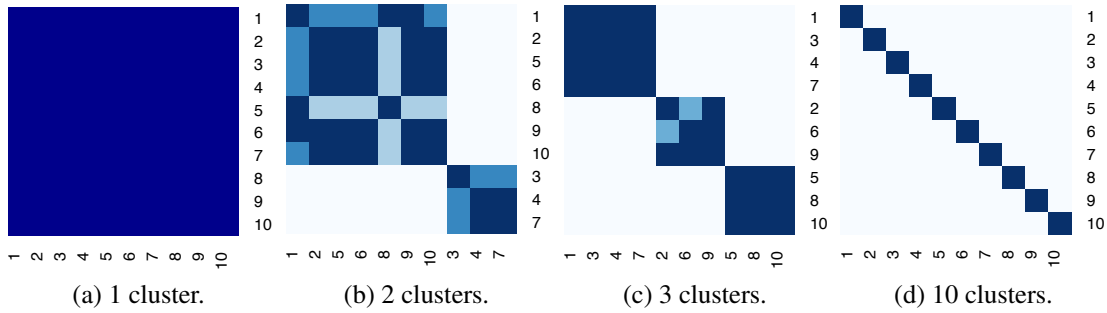 1 1 1 1
2 2 3 2
3 5 4 3
4 6 7 4
5 8 2 5
6 9 6 6
7 10 9 7
8 3 5 8
9 4 8 9
10 7 10 10
1 2 3 4 5 6 7 8 9 10
1 2 5 6 8 9 10 3 4 7
1 3 4 7 2 6 9 5 8 10
1 2 3 4 5 6 7 8 9 10
(a) 1 cluster.
(b) 2 clusters.
(c) 3 clusters.
(d) 10 clusters.